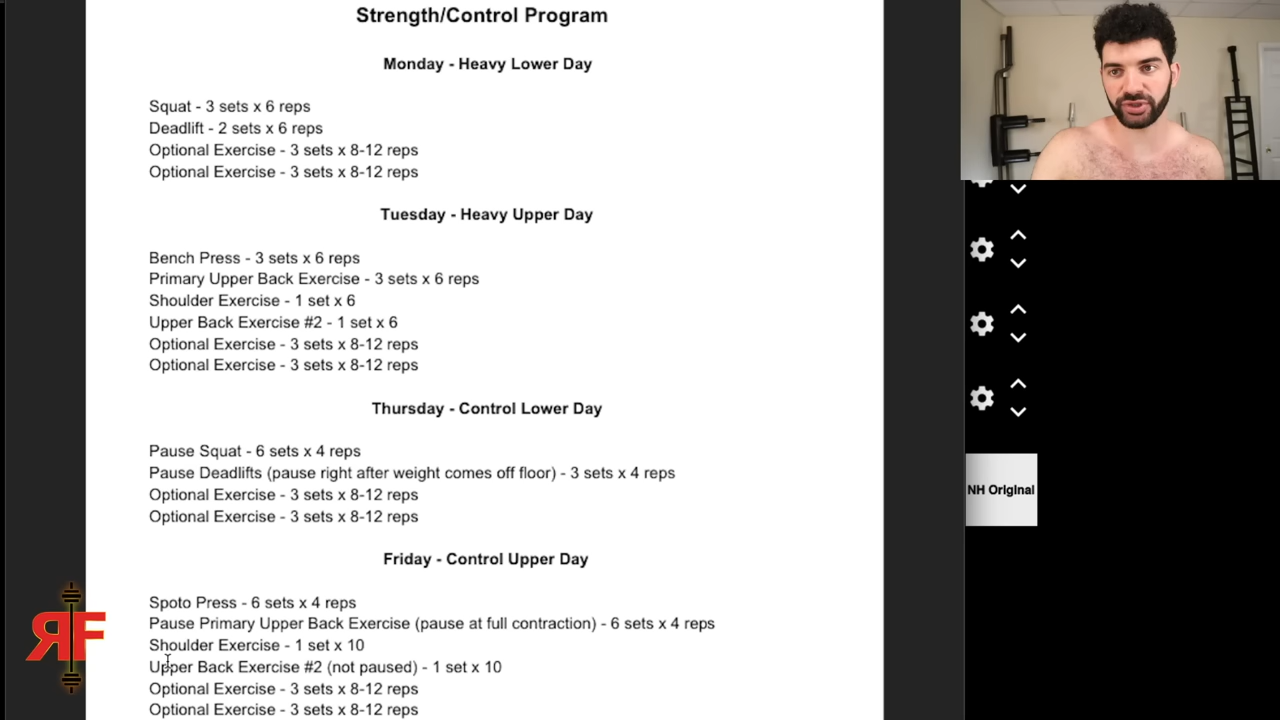 Strength/Control Program
Monday - Heavy Lower Day
Squat - 3 sets x 6 reps
Deadlift - 2 sets x 6 reps
Optional Exercise - 3 sets x 8-12 reps
Optional Exercise - 3 sets x 8-12 reps
Tuesday - Heavy Upper Day
Bench Press - 3 sets x 6 reps
Primary Upper Back Exercise - 3 sets x 6 reps
Shoulder Exercise - 1 set x 6
Upper Back Exercise #2 - 1 set x 6
Optional Exercise - 3 sets x 8-12 reps
Optional Exercise - 3 sets x 8-12 reps
Thursday - Control Lower Day
Pause Squat - 6 sets x 4 reps
Pause Deadlifts (pause right after weight comes off floor) - 3 sets x 4 reps
Optional Exercise - 3 sets x 8-12 reps
Optional Exercise - 3 sets x 8-12 reps
Friday - Control Upper Day
Spoto Press - 6 sets x 4 reps
Pause Primary Upper Back Exercise (pause at full contraction) - 6 sets x 4 reps
Shoulder Exercise - 1 set x 10
Upper Back Exercise #2 (not paused) - 1 set x 10
Optional Exercise - 3 sets x 8-12 reps
Optional Exercise - 3 sets x 8-12 reps
NH Original
RF